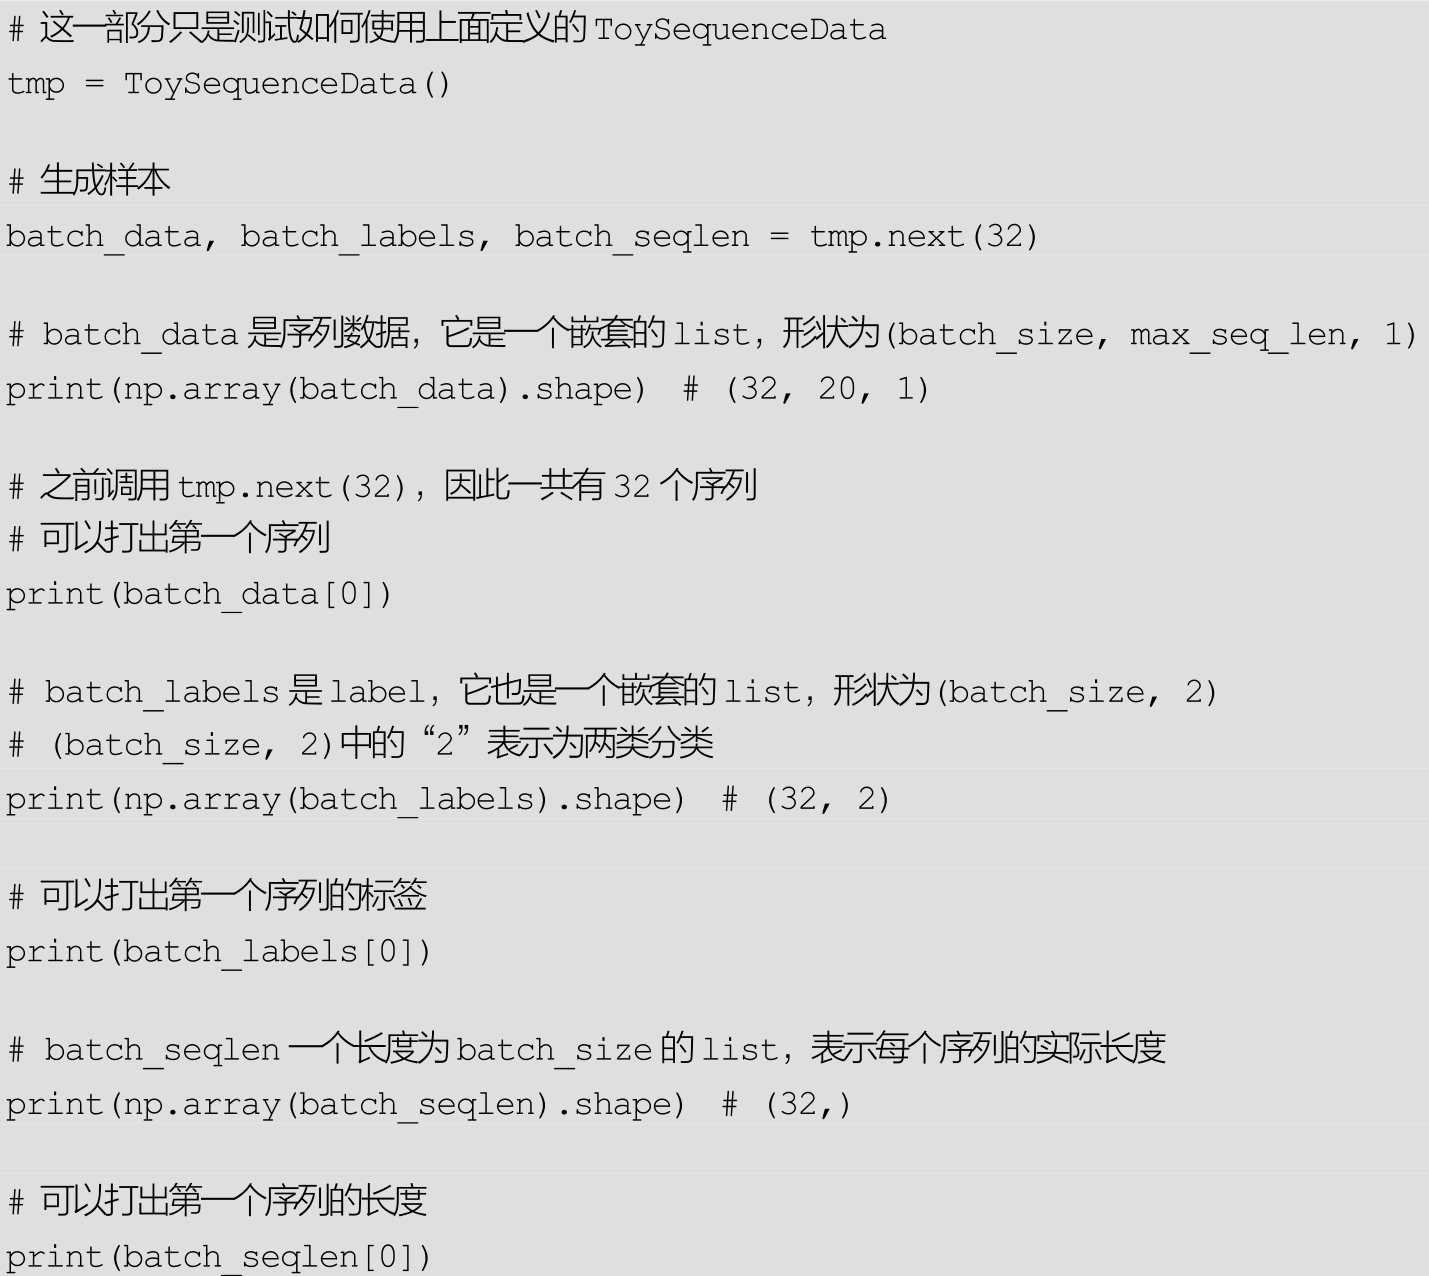 # 这一部分只是测试如何使用上面定义的 ToySequenceData
tmp = ToySequenceData()
# 生成样本
batch_data, batch_labels, batch_seqlen = tmp.next(32)
# batch_data 是序列数据，它是一个嵌套的 list，形状为(batch_size, max_seq_len, 1)
print(np.array(batch_data).shape)  # (32, 20, 1)
# 之前调用 tmp.next(32)，因此一共有 32 个序列
# 可以打出第一个序列
print(batch_data[0])
# batch_labels 是 label，它也是一个嵌套的 list，形状为(batch_size, 2)
# (batch_size, 2)中的“2”表示为两类分类
print(np.array(batch_labels).shape)  # (32, 2)
# 可以打出第一个序列的标签
print(batch_labels[0])
# batch_seqlen 一个长度为 batch_size 的 list，表示每个序列的实际长度
print(np.array(batch_seqlen).shape)  # (32,)
# 可以打出第一个序列的长度
print(batch_seqlen[0])